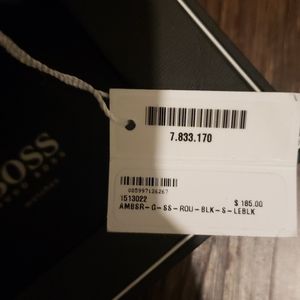 BOSS
7.833.170
1513022
$ 185.00
AMBSR-G-SS-ROU-BLK-S-LEBLK